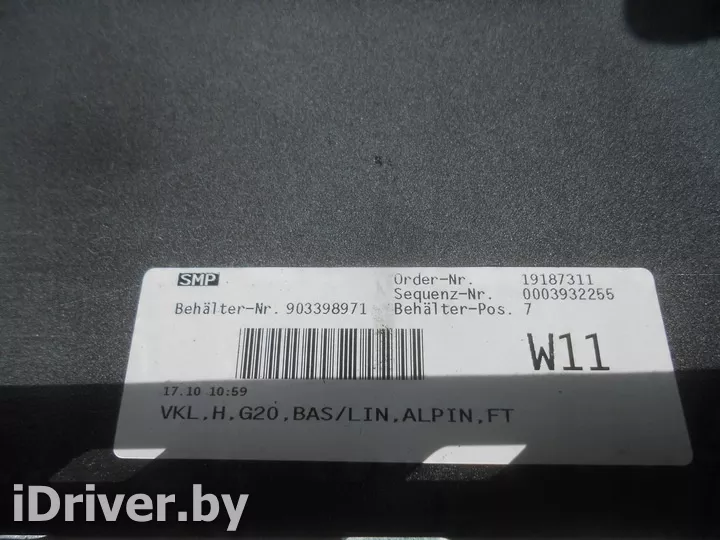 SMP
Order-Nr. 19187311
Sequenz-Nr. 0003932255
Behälter-Nr. 903398971 Behälter-Pos. 7
W11
17.10 10:59
VKL,H,G20,BAS/LIN,ALPIN,FT
iDriver.by